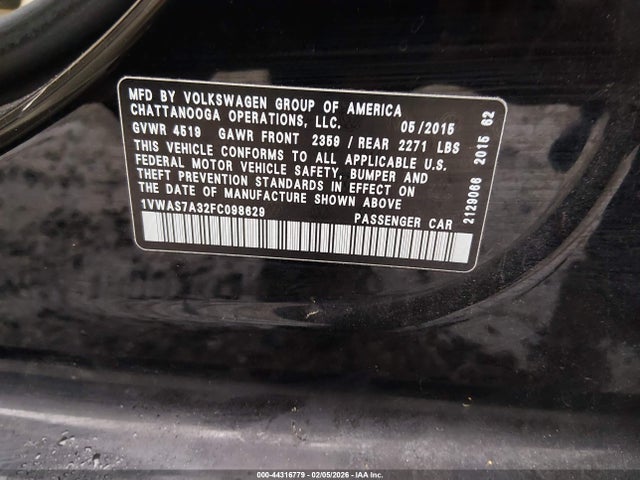 MFD BY VOLKSWAGEN GROUP OF AMERICA
CHATTANOOGA OPERATIONS, LLC. 05/2015
GVWR 4519 GAWR FRONT 2359 / REAR 2271 LBS
THIS VEHICLE CONFORMS TO ALL APPLICABLE U.S.
FEDERAL MOTOR VEHICLE SAFETY, BUMPER AND
THEFT PREVENTION STANDARDS IN EFFECT ON
THE DATE OF MANUFACTURE SHOWN ABOVE
1VWAS7A32FC098629 PASSENGER CAR
2129066 2015 62
000-44316779 - 02/05/2026 - IAA Inc.